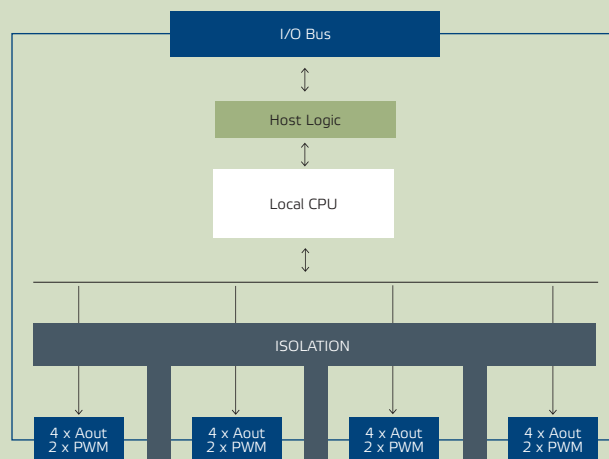 I/O Bus
Host Logic
Local CPU
ISOLATION
4 x Aout
2 x PWM
4 x Aout
2 x PWM
4 x Aout
2 x PWM
4 x Aout
2 x PWM